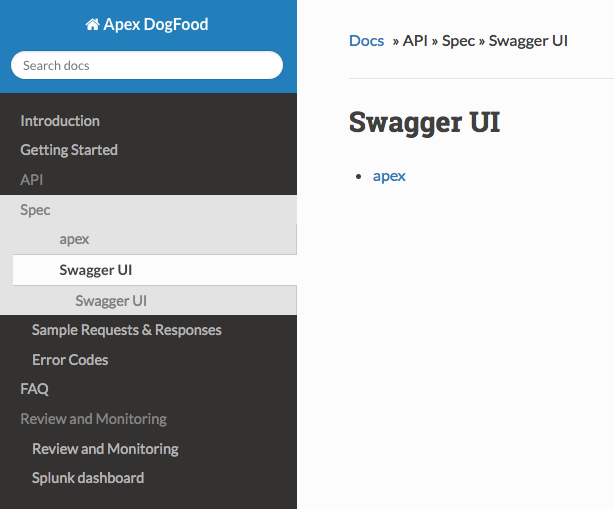 Apex DogFood
Search docs
Introduction
Getting Started
API
Spec
apex
Swagger UI
Swagger UI
Sample Requests & Responses
Error Codes
FAQ
Review and Monitoring
Review and Monitoring
Splunk dashboard
Docs » API » Spec » Swagger UI
Swagger UI
• apex